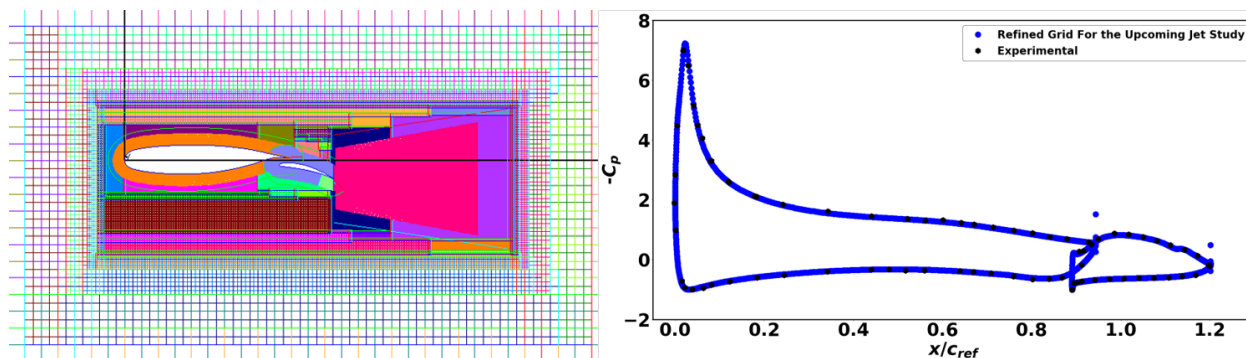 8
6
4
2
0
−2
-Cp
Refined Grid For the Upcoming Jet Study
Experimental
0.0 0.2 0.4 0.6 0.8 1.0 1.2
x/cref